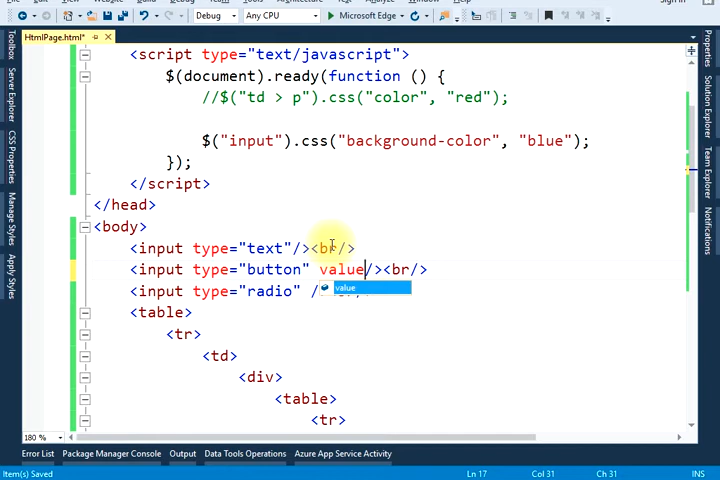 Debug Any CPU Microsoft Edge
HtmlPage.html*
Toolbox
Server Explorer
CSS Properties
Manage Styles
Apply Styles
Properties
Solution Explorer
Team Explorer
<script type="text/javascript">
$(document).ready(function () {
//$("td > p").css("color", "red");
$("input").css("background-color", "blue");
});
</script>
</head>
<body>
<input type="text"/><br/>
<input type="button" value/><br/>
<input type="radio" /
value
<table>
<tr>
<td>
<div>
<table>
<tr>
180 %
Error List Package Manager Console Output Data Tools Operations Azure App Service Activity
Item(s) Saved Ln 17 Col 31 Ch 31 INS